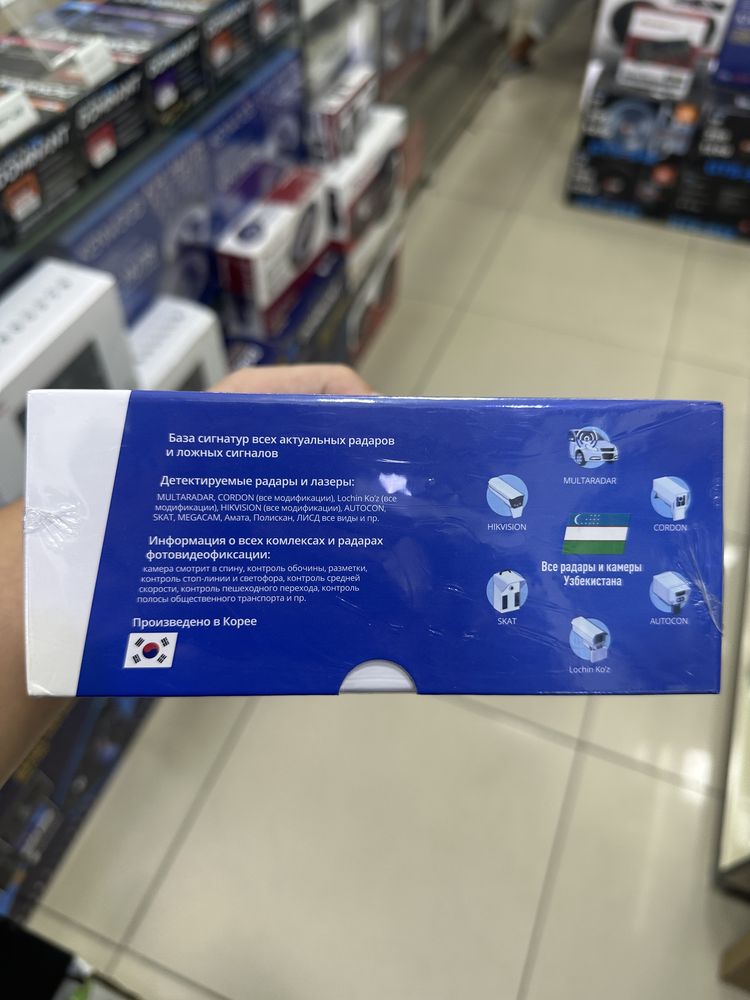 База сигнатур всех актуальных радаров
и ложных сигналов
Детектируемые радары и лазеры:
MULTARADAR, CORDON (все модификации), Lochin Ko'z (все
модификации), HIKVISION (все модификации), AUTOCON,
SKAT, MEGACAM, Амата, Полискан, ЛИСД все виды и пр.
Информация о всех комлексах и радарах
фотовидеофиксации:
камера смотрит в спину, контроль обочины, разметки,
контроль стоп-линии и светофора, контроль средней
скорости, контроль пешеходного перехода, контроль
полосы общественного транспорта и пр.
Произведено в Корее
MULTARADAR
HIKVISION
CORDON
Все радары и камеры
Узбекистана
SKAT
AUTOCON
Lochin Ko'z